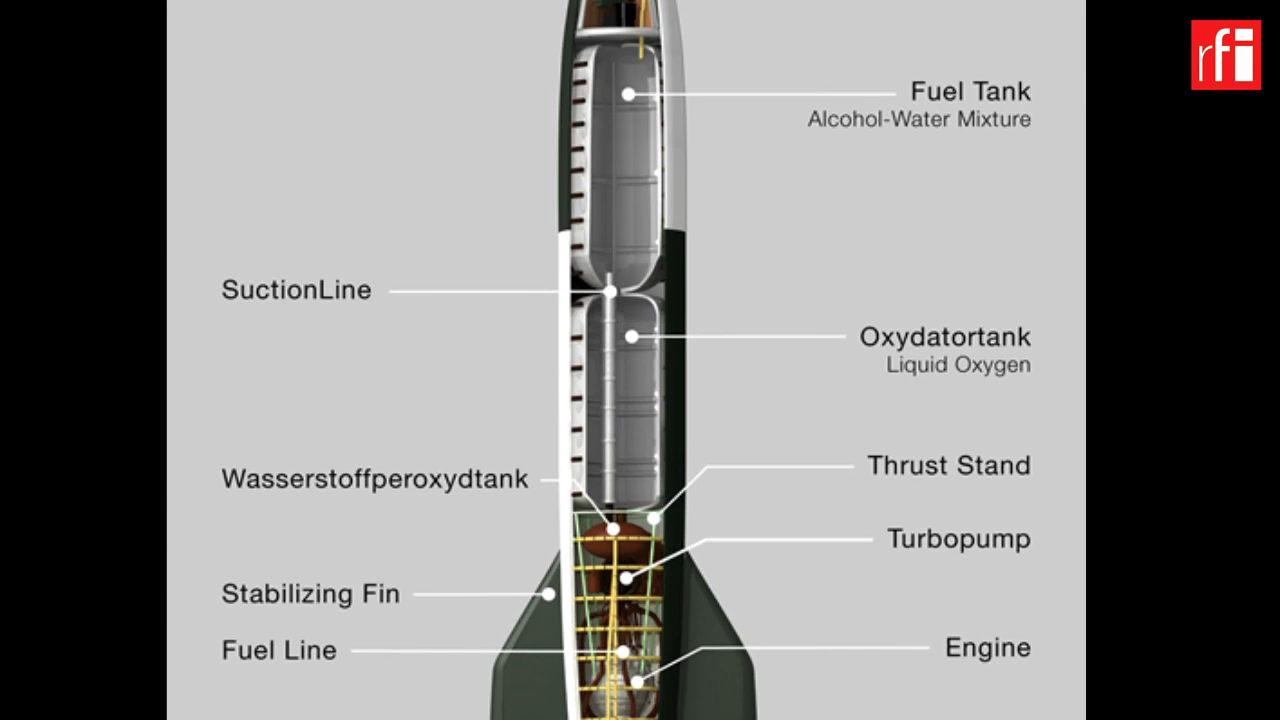 rfi
Fuel Tank
Alcohol-Water Mixture
SuctionLine
Oxydatortank
Liquid Oxygen
Thrust Stand
Wasserstoffperoxydtank
Turbopump
Stabilizing Fin
Fuel Line
Engine